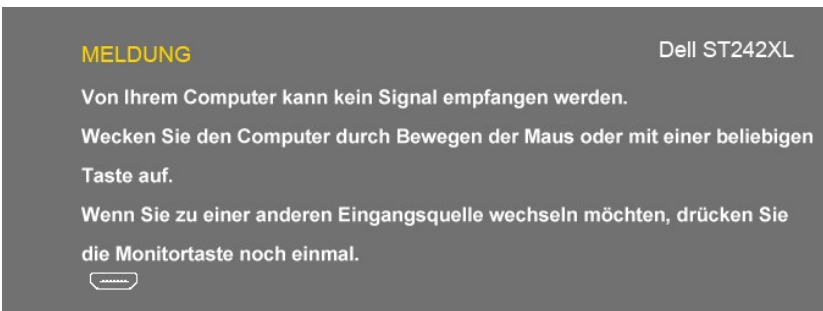 MELDUNG
Dell ST242XL
Von Ihrem Computer kann kein Signal empfangen werden.
Wecken Sie den Computer durch Bewegen der Maus oder mit einer beliebigen
Taste auf.
Wenn Sie zu einer anderen Eingangsquelle wechseln möchten, drücken Sie
die Monitortaste noch einmal.